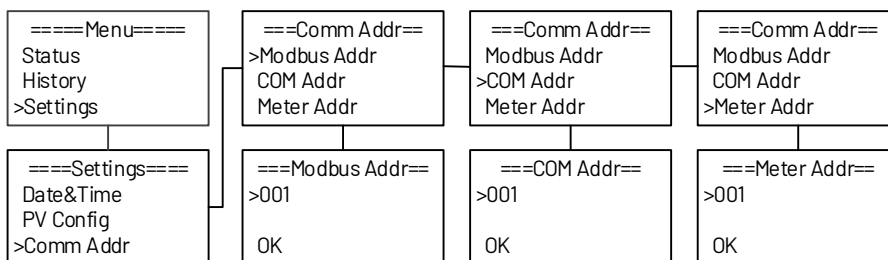 =====Menu=====
Status
History
>Settings
===Comm Addr==
>Modbus Addr
COM Addr
Meter Addr
===Comm Addr==
Modbus Addr
>COM Addr
Meter Addr
===Comm Addr==
Modbus Addr
COM Addr
>Meter Addr
====Settings====
Date&Time
PV Config
>Comm Addr
===Modbus Addr==
>001
OK
===COM Addr==
>001
OK
===Meter Addr==
>001
OK